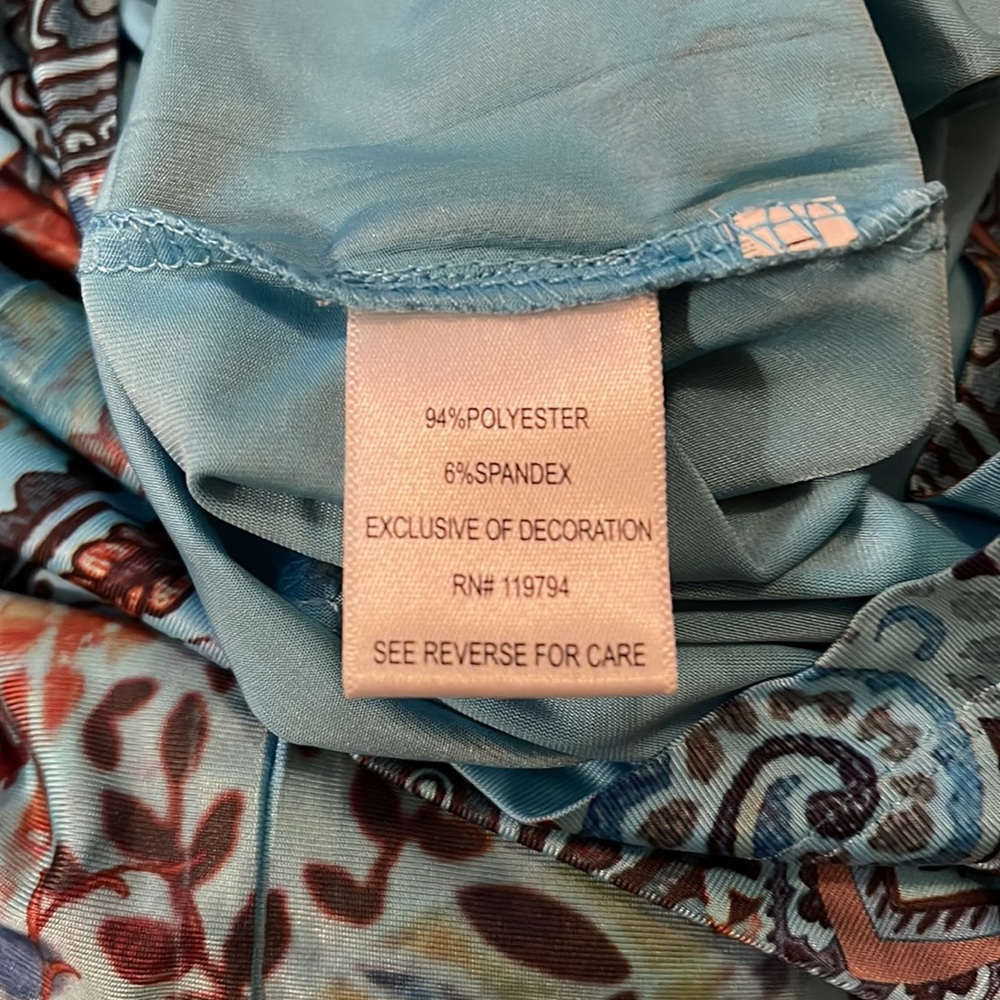 94%POLYESTER
6%SPANDEX
EXCLUSIVE OF DECORATION
RN# 119794
SEE REVERSE FOR CARE